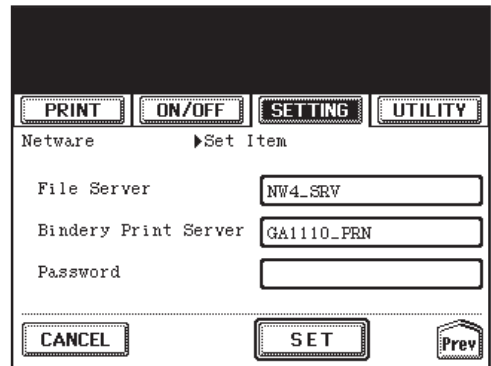 PRINT ON/OFF SETTING UTILITY
Netware ▶Set Item
File Server NW4_SRV
Bindery Print Server GA1110_PRN
Password
CANCEL SET Prev